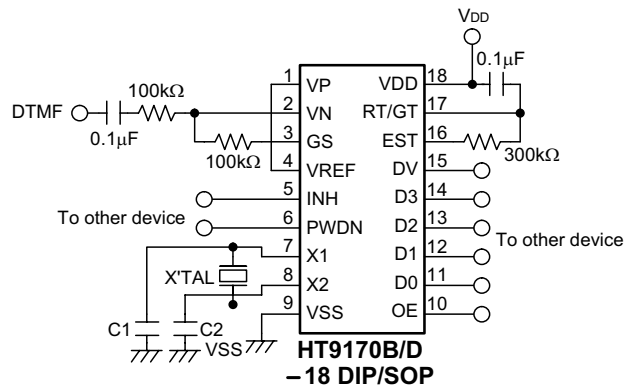 VDD
0.1μF
1 VP VDD 18
100kΩ
DTMF
0.1μF
2 VN RT/GT 17
3 GS EST 16
100kΩ
300kΩ
4 VREF DV 15
5 INH D3 14
To other device
6 PWDN D2 13
To other device
7 X1 D1 12
X'TAL
8 X2 D0 11
9 VSS OE 10
C1
C2
VSS
HT9170B/D
–18 DIP/SOP